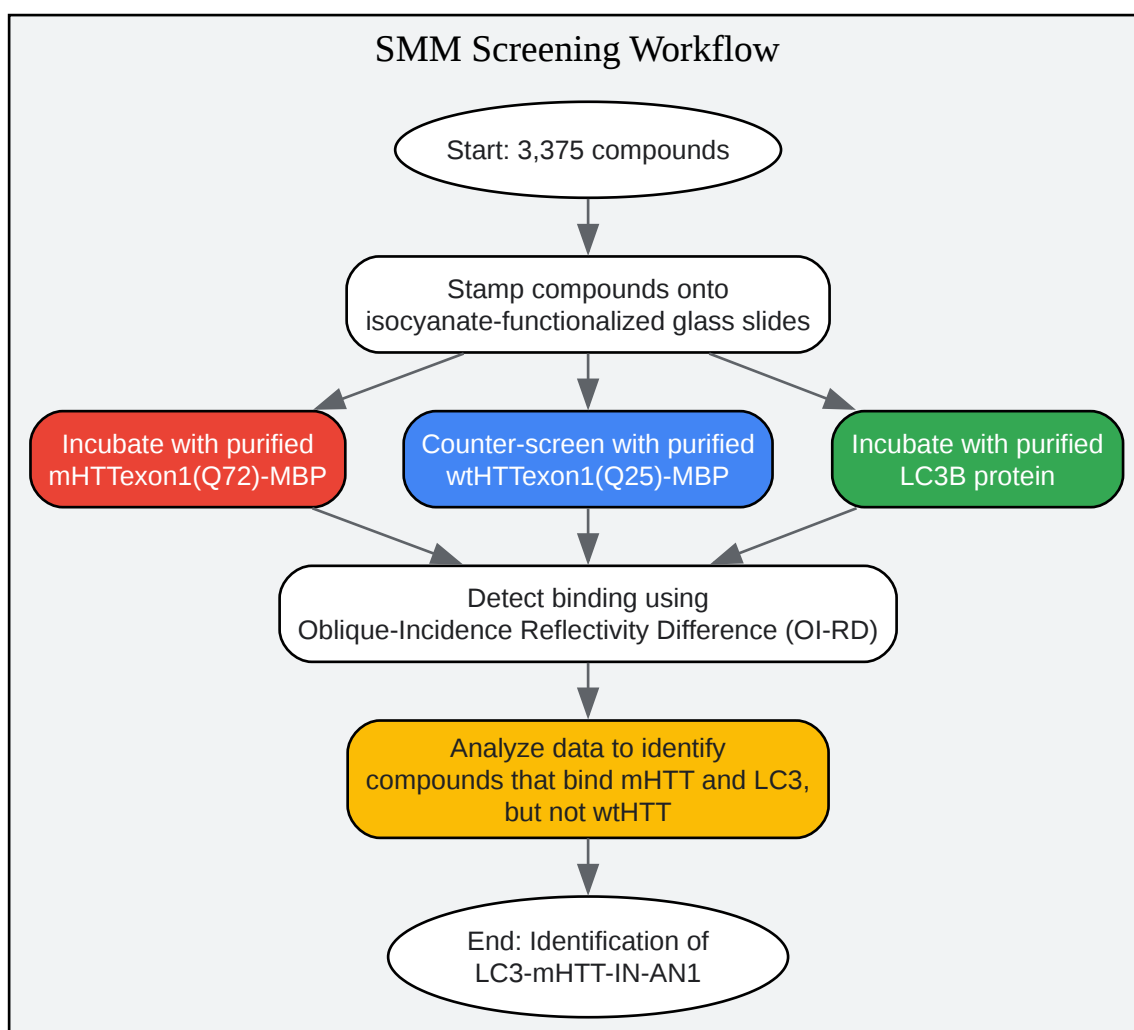 SMM Screening Workflow
Start: 3,375 compounds
Stamp compounds onto
isocyanate-functionalized glass slides
Incubate with purified
mHTTexon1(Q72)-MBP
Counter-screen with purified
wtHTTexon1(Q25)-MBP
Incubate with purified
LC3B protein
Detect binding using
Oblique-Incidence Reflectivity Difference (OI-RD)
Analyze data to identify
compounds that bind mHTT and LC3,
but not wtHTT
End: Identification of
LC3-mHTT-IN-AN1